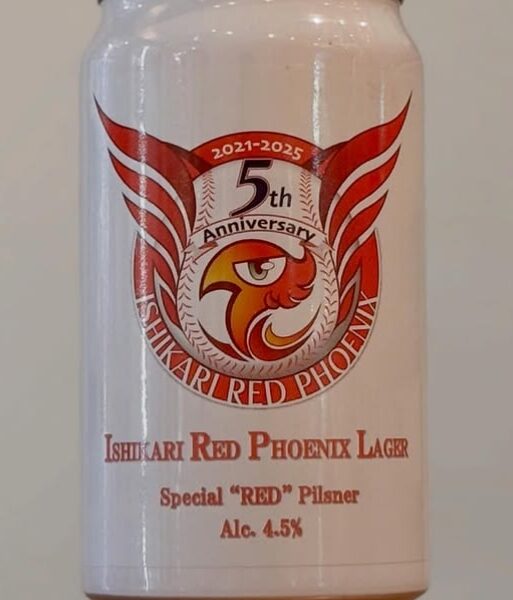 2021-2025
5th
Anniversary
ISHIKARI RED PHOENIX
ISHIKARI RED PHOENIX LAGER
Special “RED” Pilsner
Alc. 4.5%